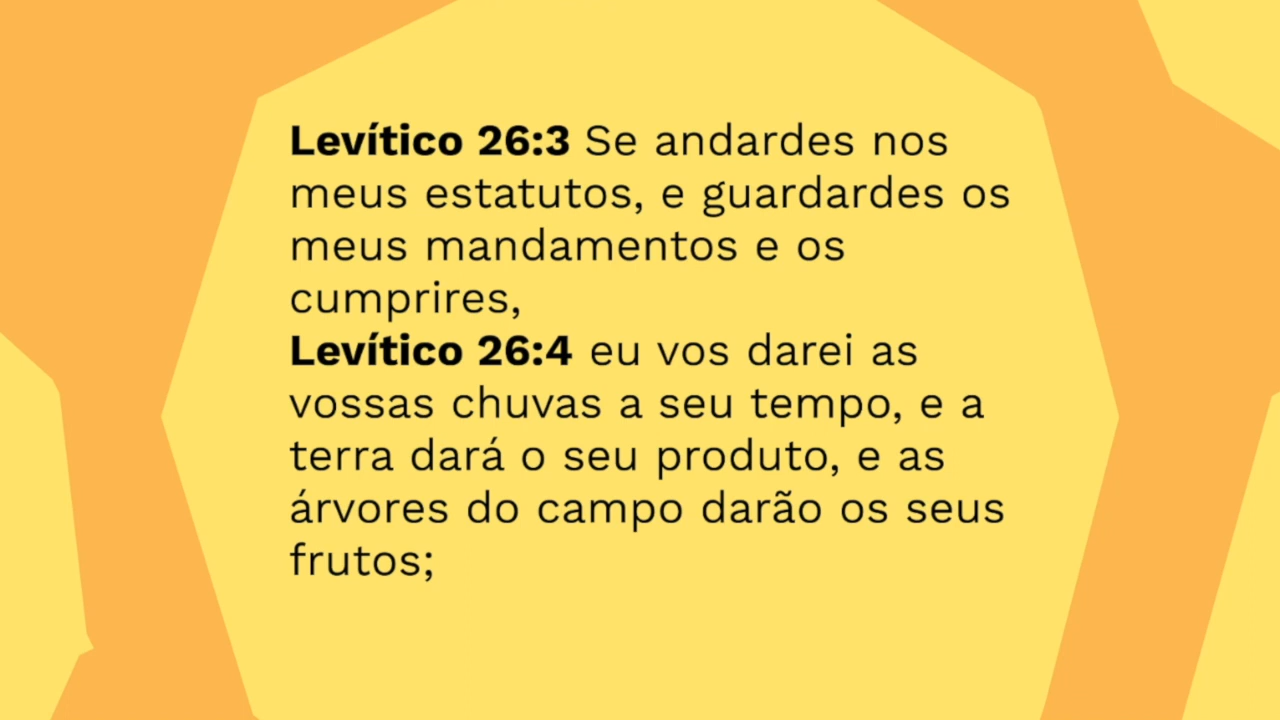 Levítico 26:3 Se andardes nos
meus estatutos, e guardardes os
meus mandamentos e os
cumprires,
Levítico 26:4 eu vos darei as
vossas chuvas a seu tempo, e a
terra dará o seu produto, e as
árvores do campo darão os seus
frutos;